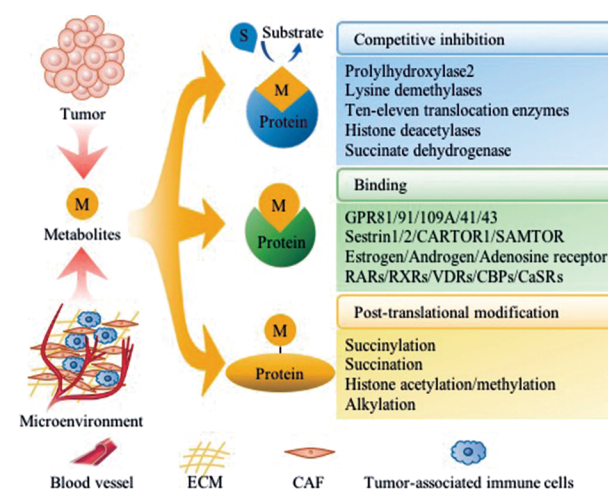 Tumor
M
Metabolites
Microenvironment
S Substrate
M
Protein
Competitive inhibition
Prolylhydroxylase2
Lysine demethylases
Ten-eleven translocation enzymes
Histone deacetylases
Succinate dehydrogenase
M
Protein
Binding
GPR81/91/109A/41/43
Sestrin1/2/CARTOR1/SAMTOR
Estrogen/Androgen/Adenosine receptor
RARs/RXRs/VDRs/CBPs/CaSRs
M
Protein
Post-translational modification
Succinylation
Succination
Histone acetylation/methylation
Alkylation
Blood vessel
ECM
CAF
Tumor-associated immune cells